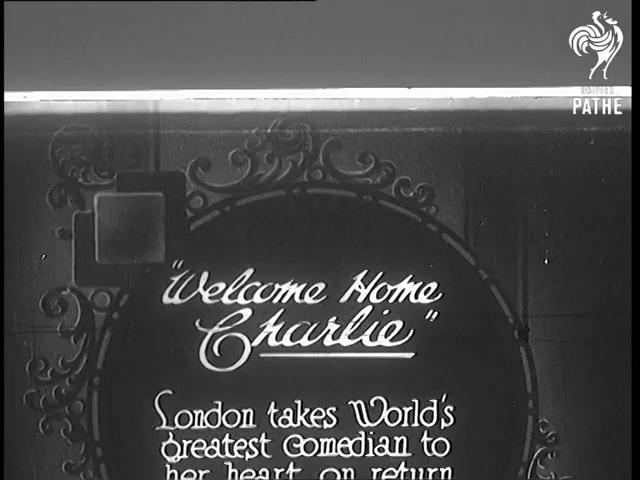 PATHE
"Welcome Home
Charlie"
London takes World's
greatest comedian to
her heart on return